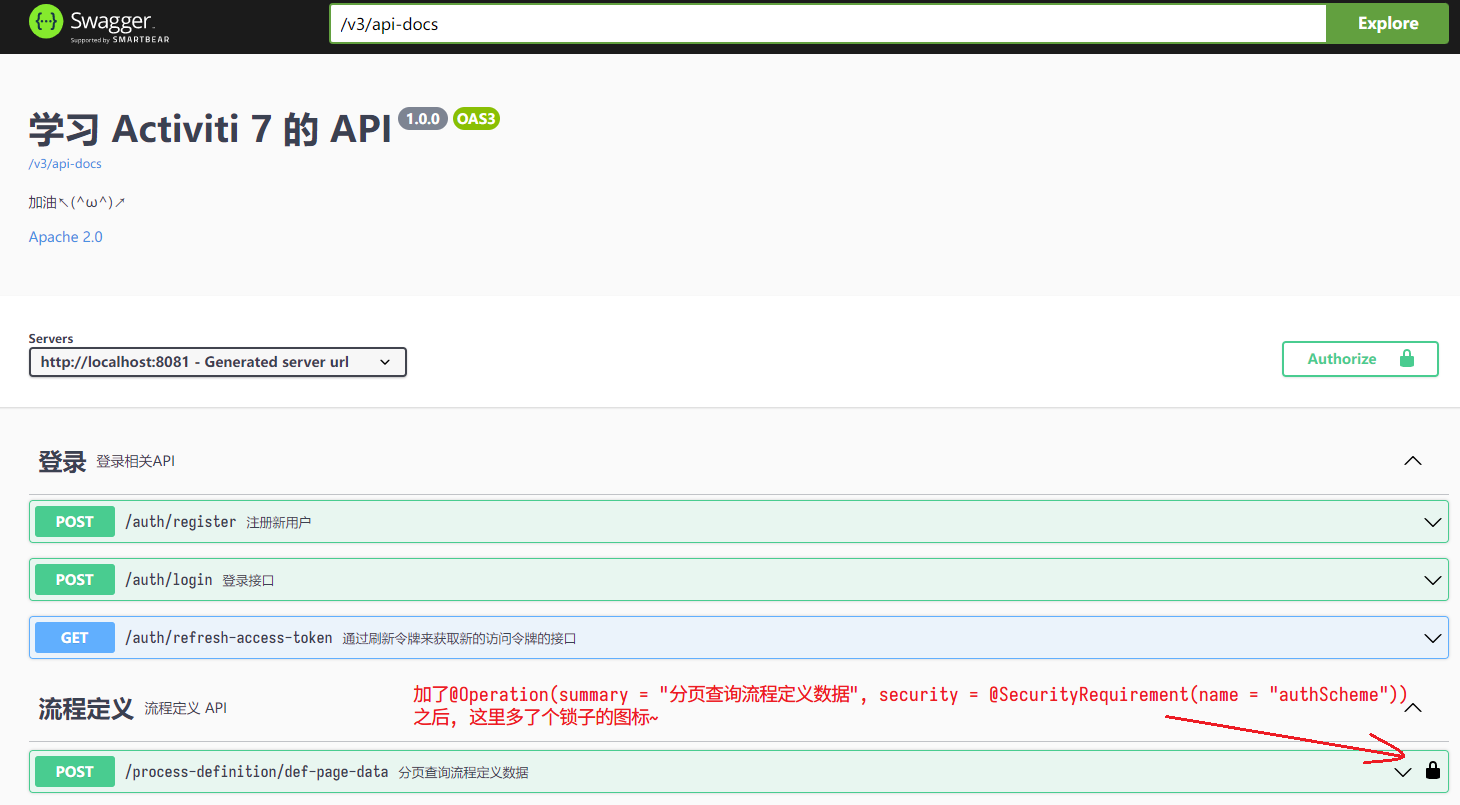 Swagger
Supported by SMARTBEAR
/v3/api-docs
Explore
学习 Activiti 7 的 API 1.0.0 OAS3
/v3/api-docs
加油↖(^ω^)↗
Apache 2.0
Servers
http://localhost:8081 - Generated server url
Authorize
登录 登录相关API
POST /auth/register 注册新用户
POST /auth/login 登录接口
GET /auth/refresh-access-token 通过刷新令牌来获取新的访问令牌的接口
流程定义 流程定义 API
加了@Operation(summary = "分页查询流程定义数据", security = @SecurityRequirement(name = "authScheme"))
之后，这里多了个锁子的图标~
POST /process-definition/def-page-data 分页查询流程定义数据